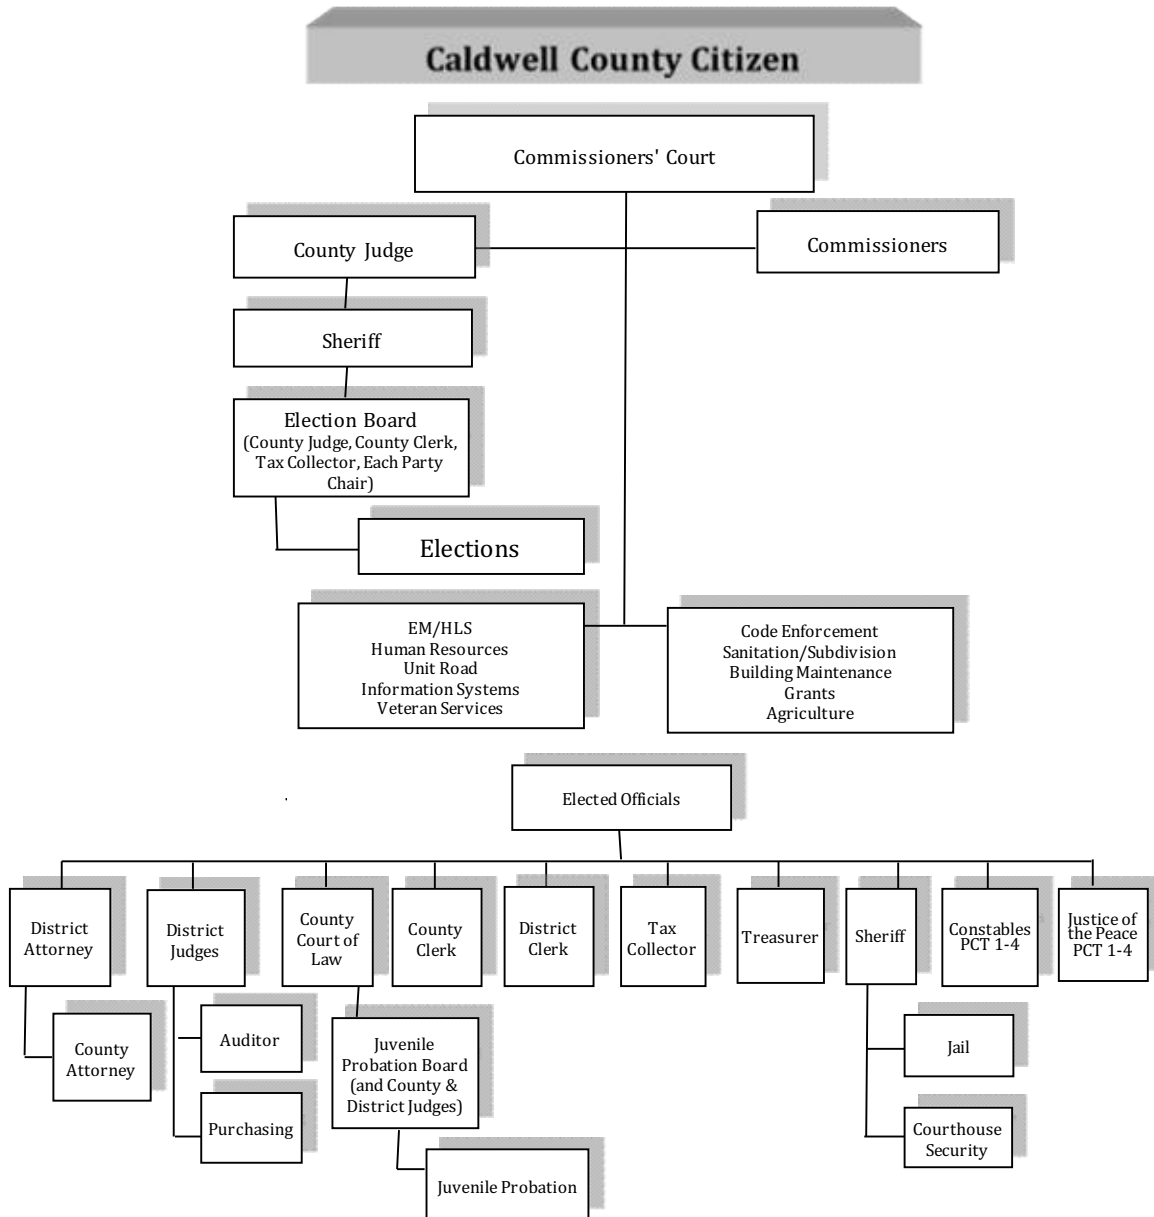 Caldwell County Citizen
Commissioners' Court
County Judge
Commissioners
Sheriff
Election Board
(County Judge, County Clerk,
Tax Collector, Each Party
Chair)
Elections
EM/HLS
Human Resources
Unit Road
Information Systems
Veteran Services
Code Enforcement
Sanitation/Subdivision
Building Maintenance
Grants
Agriculture
Elected Officials
District
Attorney
District
Judges
County
Court of
Law
County
Clerk
District
Clerk
Tax
Collector
Treasurer
Sheriff
Constables
PCT 1-4
Justice of
the Peace
PCT 1-4
County
Attorney
Auditor
Purchasing
Juvenile
Probation Board
(and County &
District Judges)
Juvenile Probation
Jail
Courthouse
Security